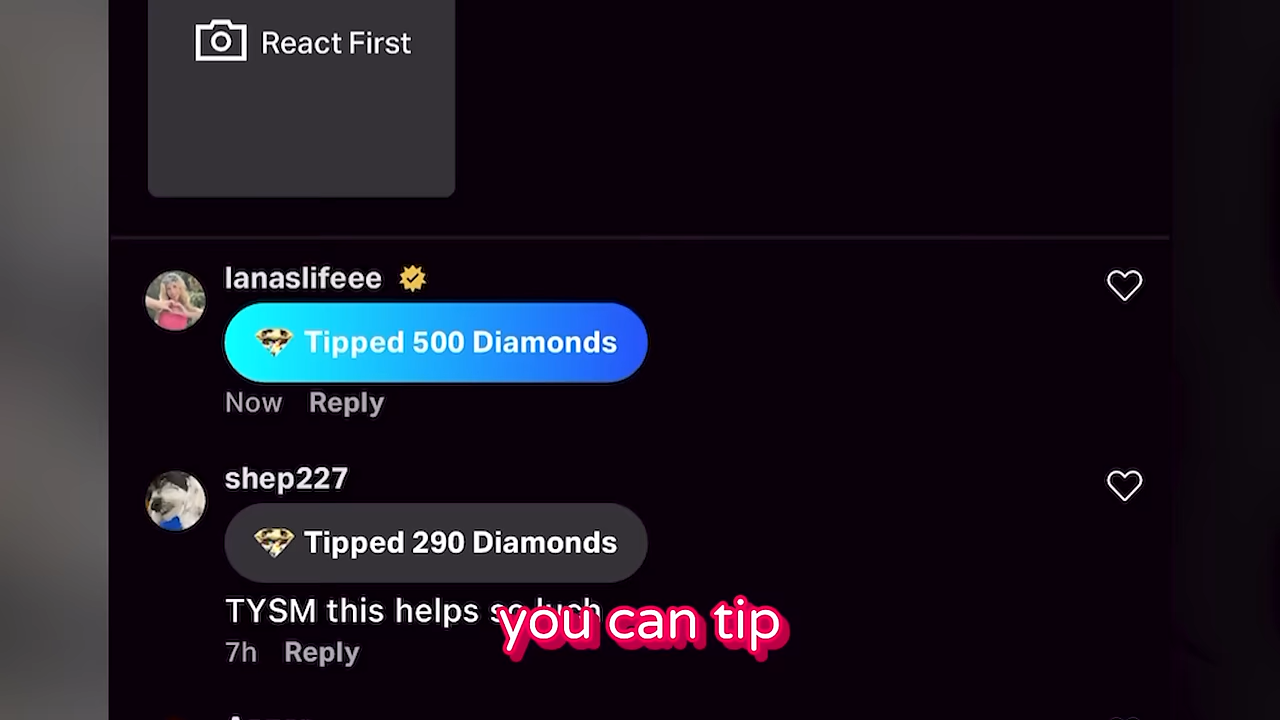 React First
lanaslifeee
Tipped 500 Diamonds
Now Reply
shep227
Tipped 290 Diamonds
TYSM this helps
you can tip
7h Reply